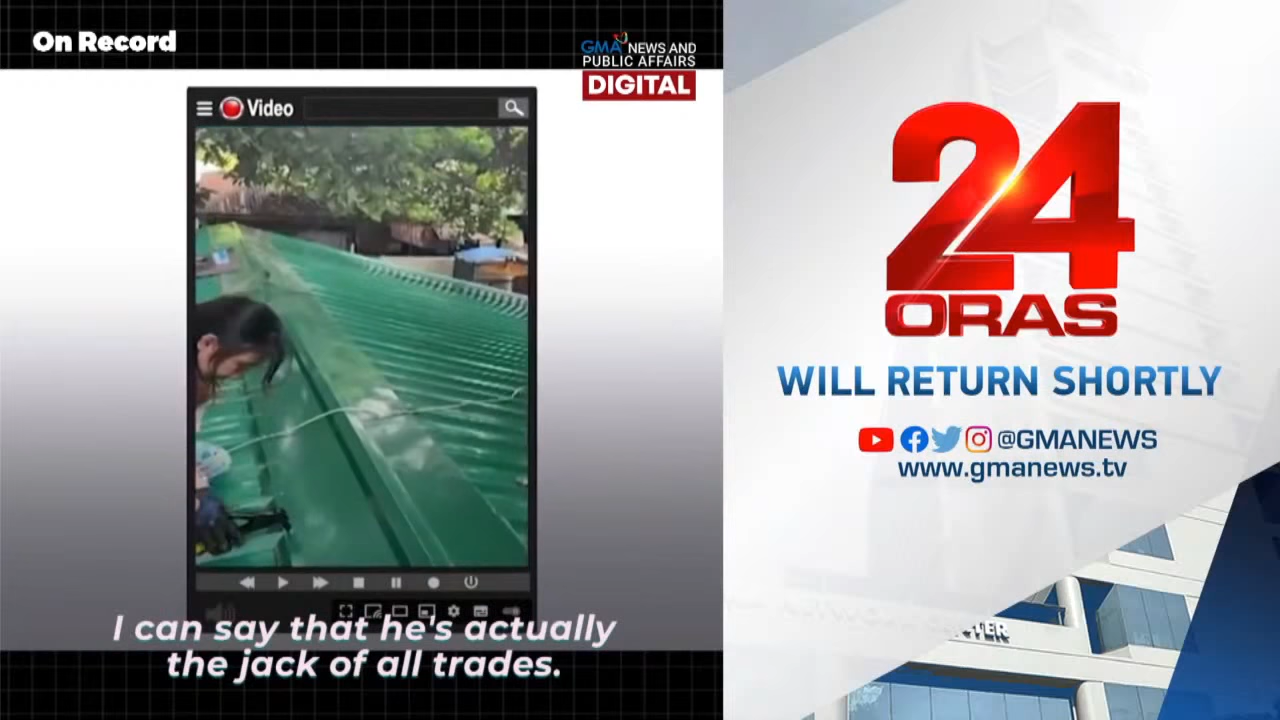 On Record
GMA NEWS AND
PUBLIC AFFAIRS
DIGITAL
Video
I can say that he's actually
the jack of all trades.
24
ORAS
WILL RETURN SHORTLY
@GMANEWS
www.gmanews.tv